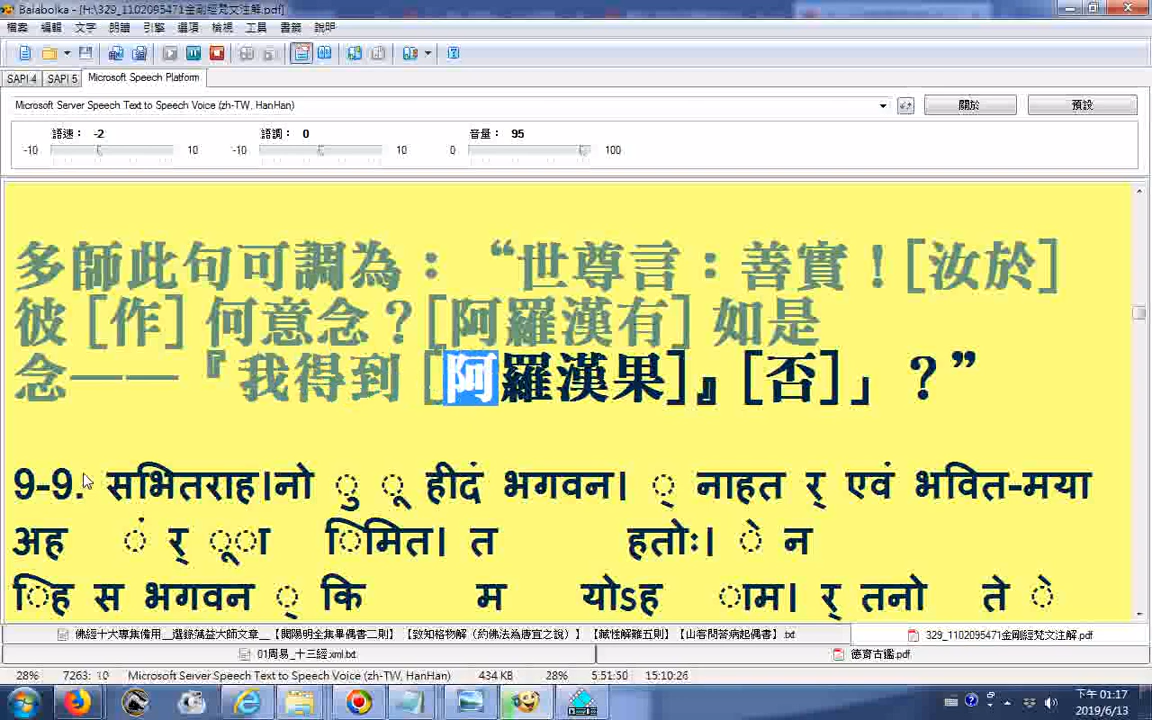 Balabolka - [H:\329_1102095471金剛經梵文注解.pdf]
檔案 編輯 文字 朗讀 引擎 選項 檢視 工具 書籤 說明
SAPI 4 SAPI 5 Microsoft Speech Platform
Microsoft Server Speech Text to Speech Voice (zh-TW, HanHan) 關於 預設
語速： -2 語調： 0 音量： 95
-10 10 -10 10 0 100
多師此句可調為：“世尊言：善實！[汝於]
彼 [作] 何意念？[阿羅漢有] 如是
念——『我得到 [阿羅漢果]』[否]」？”
9-9. सभितराह।नो ु ू हीदं भगवन। ् नाहत र् एवं भवित-मया
अह ं र् ूा िमित। त हतोः। े न
िह स भगवन ् कि म योऽह ाम। र् तनो ते े
佛經十大專集備用__選錄蕅益大師文章__【閱陽明全集畢偶書二則】【致知格物解（約佛法為唐宜之說）】【藏性解難五則】【山客問答病起偶書】.txt 329_1102095471金剛經梵文注解.pdf
01周易_十三經.xml.txt 德育古鑑.pdf
28% 7263: 10 Microsoft Server Speech Text to Speech Voice (zh-TW, HanHan) 434 KB 28% 5:51:50 15:10:26
下午 01:17
2019/6/13